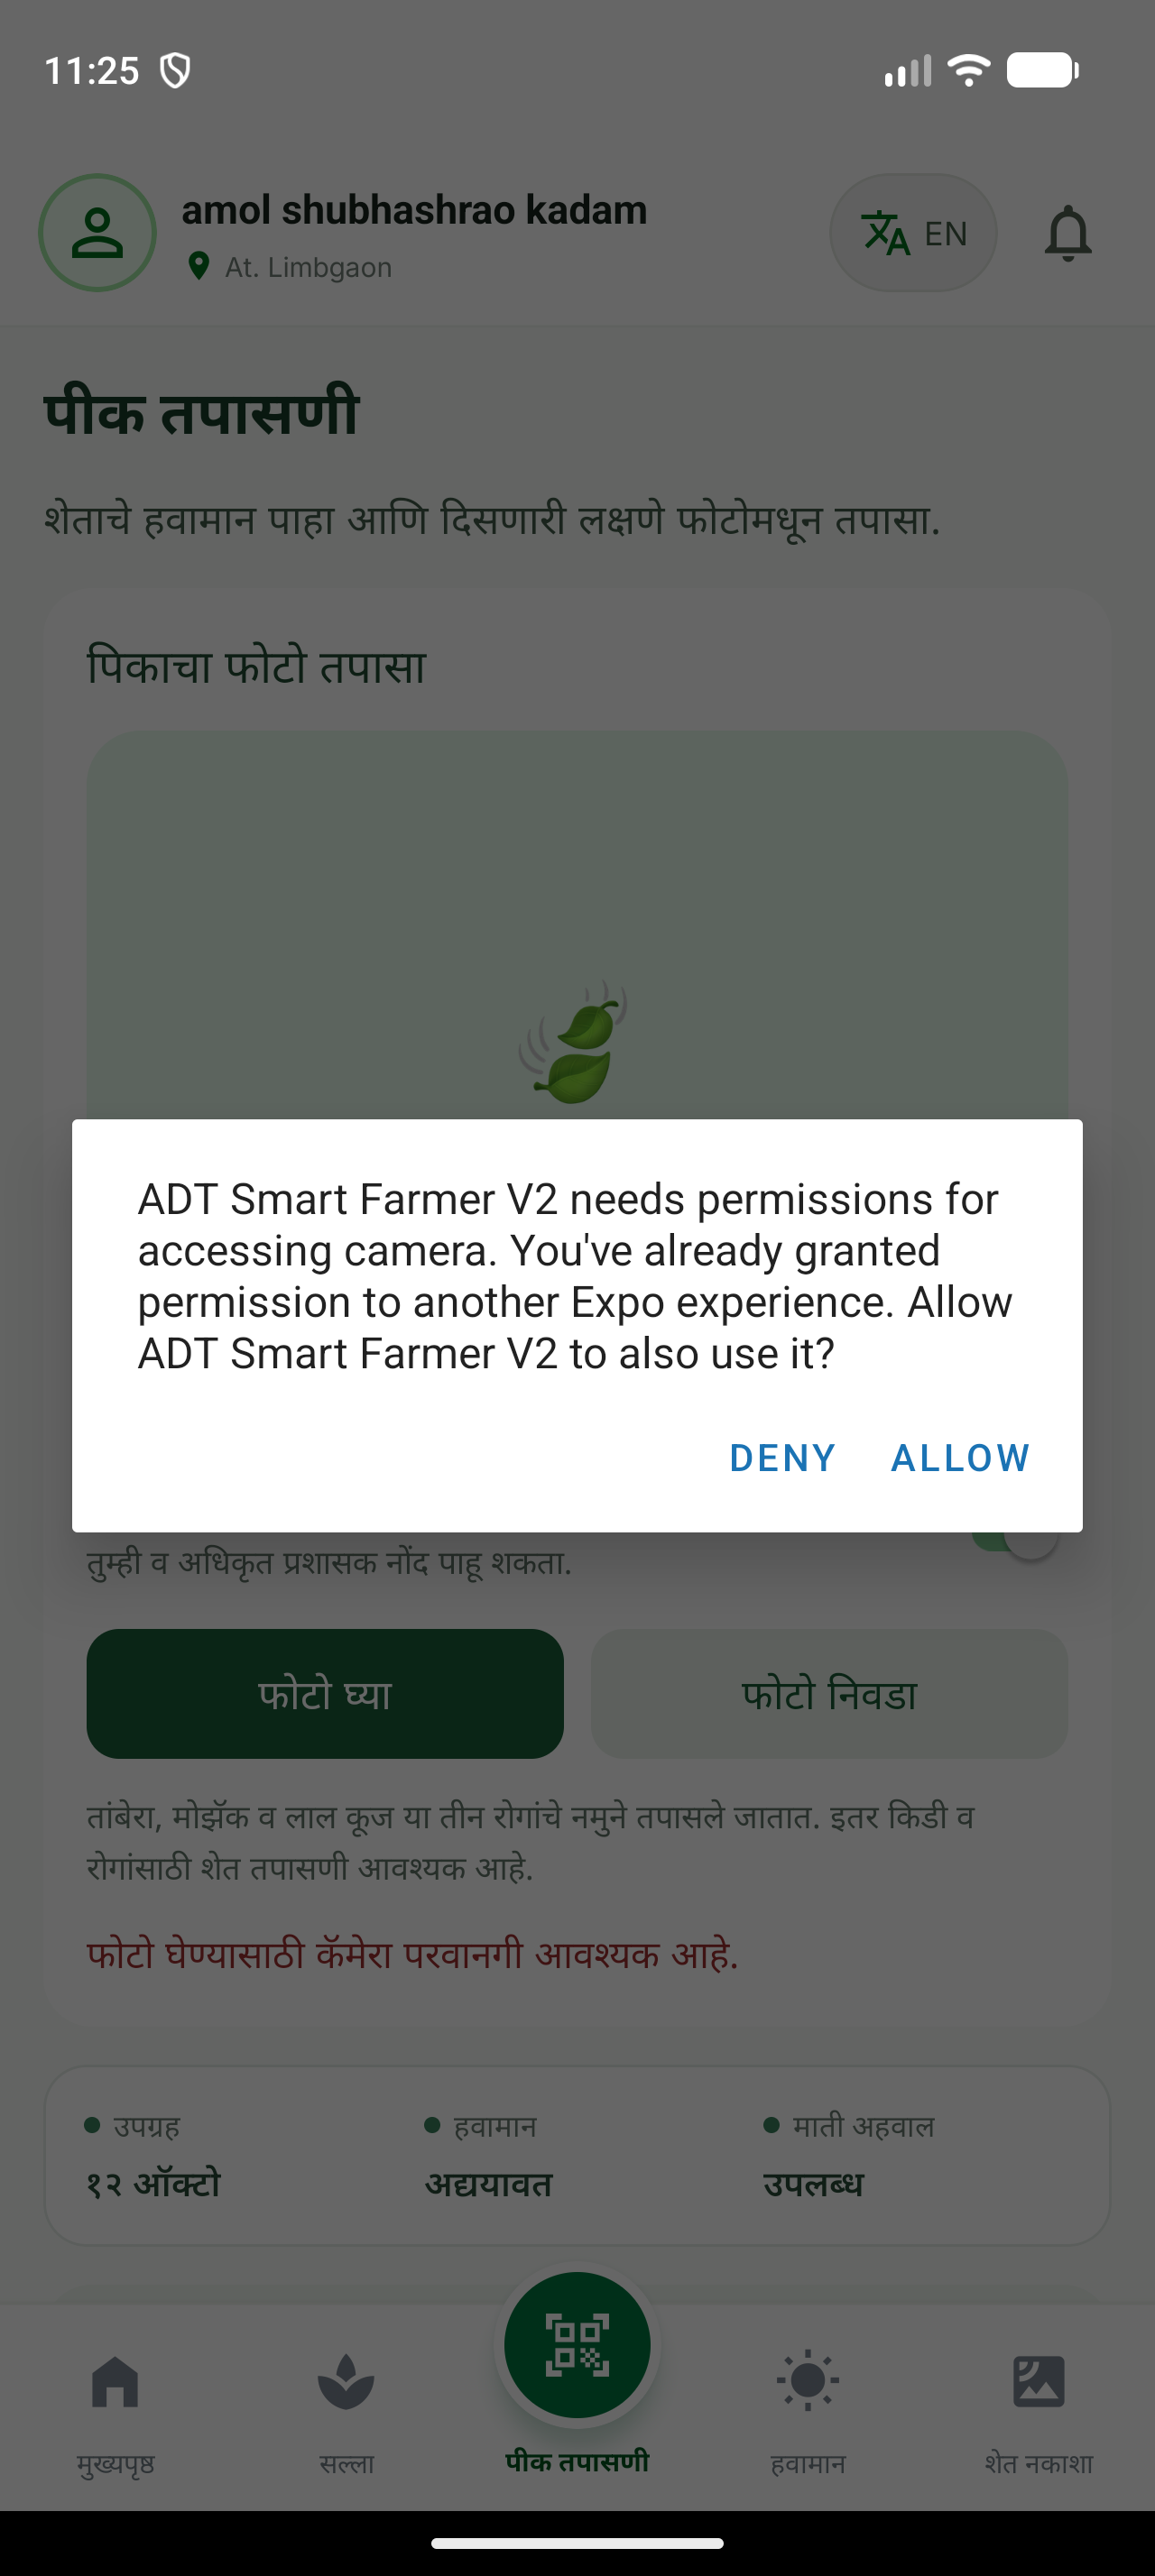 11:25
amol shubhashrao kadam
At. Limbgaon
EN
पीक तपासणी
शेताचे हवामान पाहा आणि दिसणारी लक्षणे फोटोमधून तपासा.
पिकाचा फोटो तपासा
ADT Smart Farmer V2 needs permissions for
accessing camera. You've already granted
permission to another Expo experience. Allow
ADT Smart Farmer V2 to also use it?
DENY ALLOW
तुम्ही व अधिकृत प्रशासक नोंद पाहू शकता.
फोटो घ्या फोटो निवडा
तांबेरा, मोझॅक व लाल कूज या तीन रोगांचे नमुने तपासले जातात. इतर किडी व
रोगांसाठी शेत तपासणी आवश्यक आहे.
फोटो घेण्यासाठी कॅमेरा परवानगी आवश्यक आहे.
उपग्रह हवामान माती अहवाल
१२ ऑक्टो अद्ययावत उपलब्ध
मुख्यपृष्ठ सल्ला पीक तपासणी हवामान शेत नकाशा